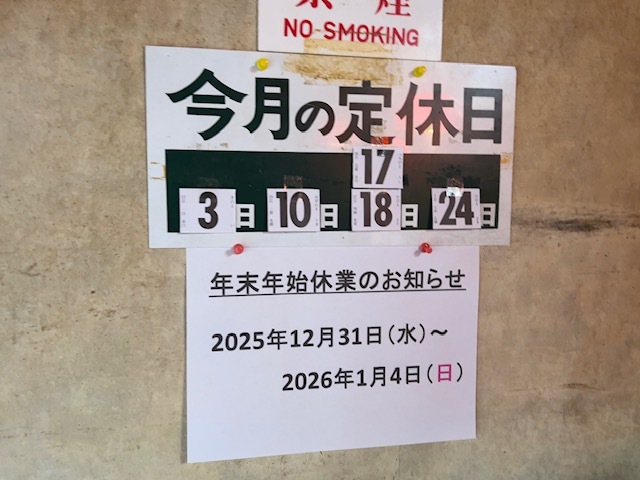 禁煙
NO-SMOKING
今月の定休日
17
3日 10日 18日 24日
年末年始休業のお知らせ
2025年12月31日（水）～
2026年1月4日（日）